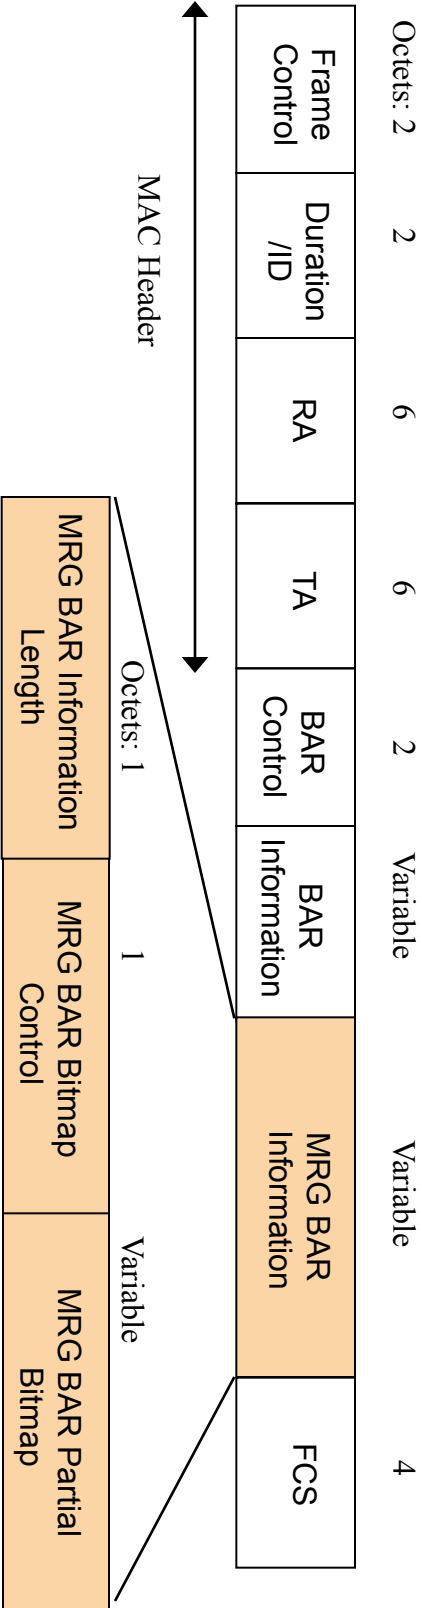 Octets: 2 2 6 6 2 Variable Variable 4
Frame
Control
Duration
/ID
RA
TA
BAR
Control
BAR
Information
MRG BAR
Information
FCS
MAC Header
Octets: 1 1 Variable
MRG BAR Information
Length
MRG BAR Bitmap
Control
MRG BAR Partial
Bitmap